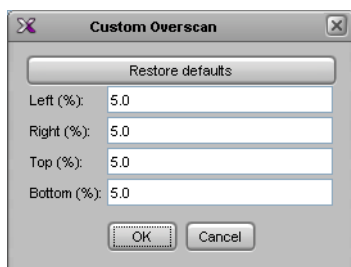 Custom Overscan
Restore defaults
Left (%): 5.0
Right (%): 5.0
Top (%): 5.0
Bottom (%): 5.0
OK Cancel